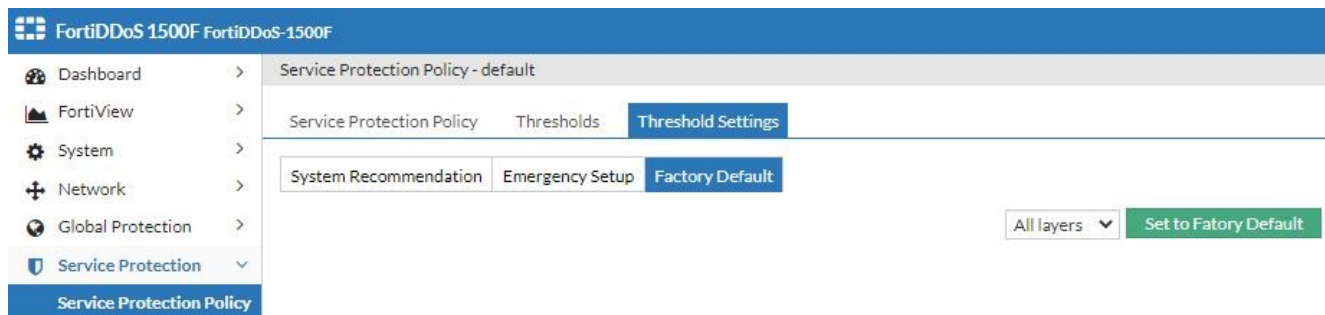 FortiDDoS 1500F FortiDDoS-1500F
Dashboard
FortiView
System
Network
Global Protection
Service Protection
Service Protection Policy
Service Protection Policy - default
Service Protection Policy Thresholds Threshold Settings
System Recommendation Emergency Setup Factory Default
All layers Set to Fatory Default